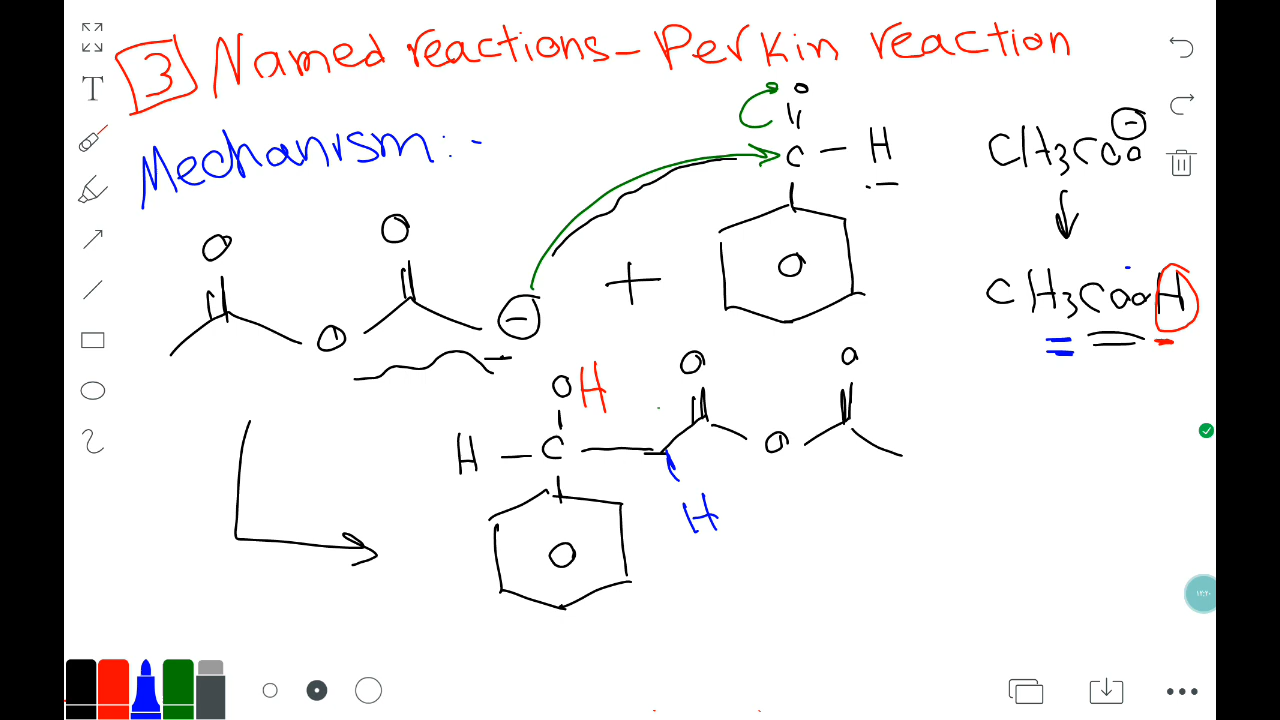 3 Named reactions - Perkin reaction
Mechanism:-
O
C - H
CH3COO⊖
O O
O ⊖ + O
CH3COOH
OH O O
H - C O
H
O
T